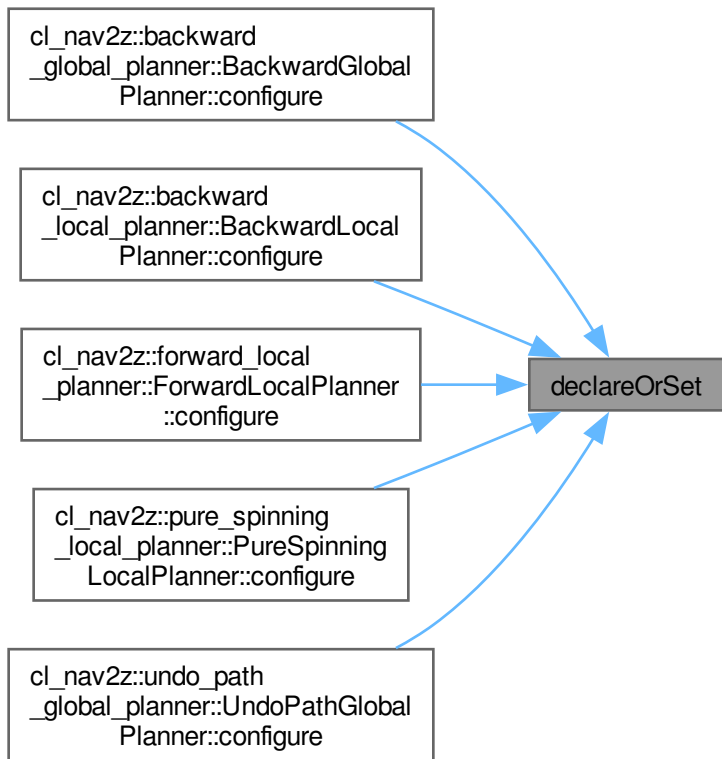 cl_nav2z::backward
_global_planner::BackwardGlobal
Planner::configure
cl_nav2z::backward
_local_planner::BackwardLocal
Planner::configure
cl_nav2z::forward_local
_planner::ForwardLocalPlanner
::configure
declareOrSet
cl_nav2z::pure_spinning
_local_planner::PureSpinning
LocalPlanner::configure
cl_nav2z::undo_path
_global_planner::UndoPathGlobal
Planner::configure